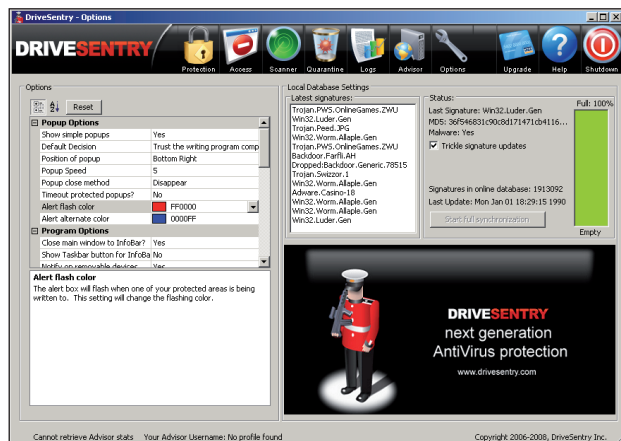 DriveSentry - Options
DRIVESENTRY
Protection Access Scanner Quarantine Logs Advisor Options Upgrade Help Shutdown
Options
Reset
Popup Options
Show simple popups Yes
Default Decision Trust the writing program comp
Position of popup Bottom Right
Popup Speed 5
Popup close method Disappear
Timeout protected popups? No
Alert flash color FF0000
Alert alternate color 0000FF
Program Options
Close main window to InfoBar? Yes
Show Taskbar button for InfoBa No
Notify on removable devices Yes
Alert flash color
The alert box will flash when one of your protected areas is being
written to. This setting will change the flashing color.
Local Database Settings
Latest signatures:
Trojan.PWS.OnlineGames.ZWU
Win32.Luder.Gen
Trojan.Peed.JPG
Win32.Worm.Allaple.Gen
Trojan.PWS.OnlineGames.ZWU
Backdoor.Farfli.AH
Dropped:Backdoor.Generic.78515
Trojan.Swizzor.1
Win32.Worm.Allaple.Gen
Adware.Casino-18
Win32.Worm.Allaple.Gen
Win32.Worm.Allaple.Gen
Win32.Luder.Gen
Status:
Last Signature: Win32.Luder.Gen
MD5: 36f546831c90c8d171471cb4116...
Malware: Yes
Trickle signature updates
Signatures in online database: 1913092
Last Update: Mon Jan 01 18:29:15 1990
Start full synchronization
Full: 100%
Empty
DRIVESENTRY
next generation
AntiVirus protection
www.drivesentry.com
Cannot retrieve Advisor stats Your Advisor Username: No profile found Copyright 2006-2008, DriveSentry Inc.